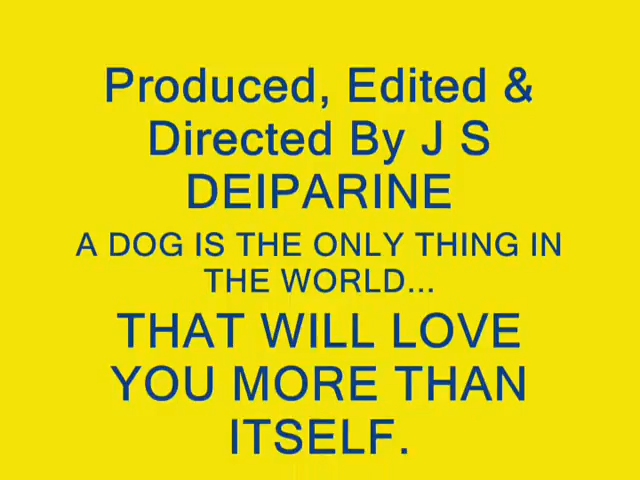 Produced, Edited &
Directed By J S
DEIPARINE
A DOG IS THE ONLY THING IN
THE WORLD...
THAT WILL LOVE
YOU MORE THAN
ITSELF.